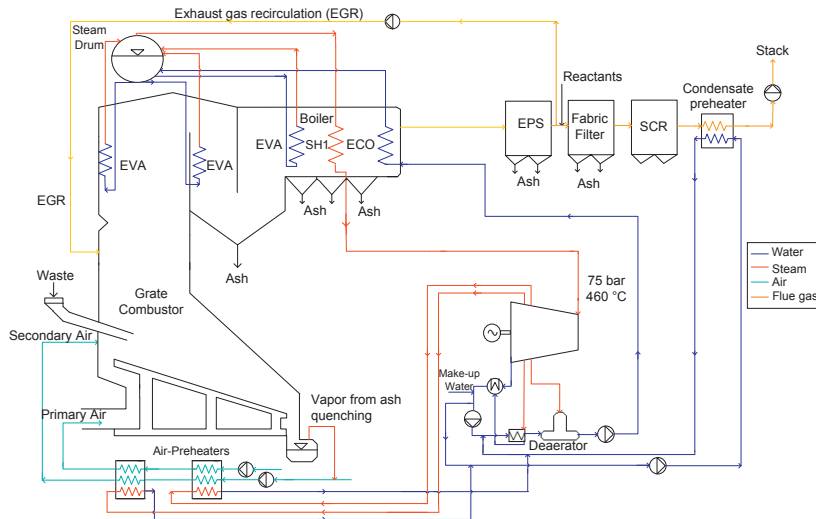 Exhaust gas recirculation (EGR)
Steam
Drum
Stack
Reactants
Condensate
preheater
Boiler
EPS
Fabric
Filter
SCR
EVA
EVA
EVA
SH1
ECO
Ash
Ash
Ash
Ash
Ash
EGR
Ash
Water
Steam
Air
Flue gas
Waste
Grate
Combustor
75 bar
460 °C
Secondary Air
Make-up
Water
Vapor from ash
quenching
Primary Air
Deaerator
Air-Preheaters